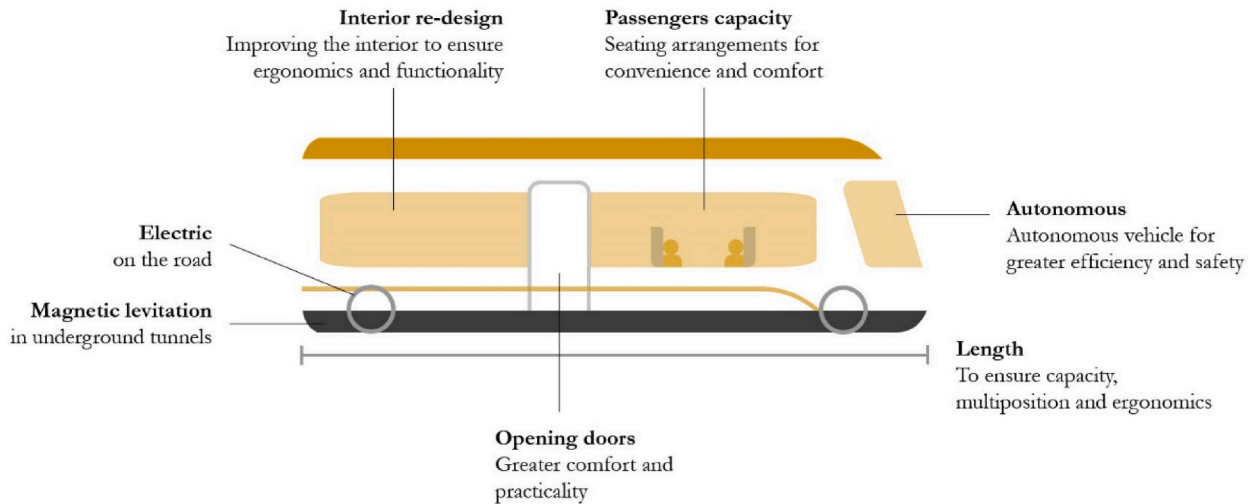 Interior re-design
Improving the interior to ensure
ergonomics and functionality
Passengers capacity
Seating arrangements for
convenience and comfort
Electric
on the road
Magnetic levitation
in underground tunnels
Autonomous
Autonomous vehicle for
greater efficiency and safety
Length
To ensure capacity,
multiposition and ergonomics
Opening doors
Greater comfort and
practicality